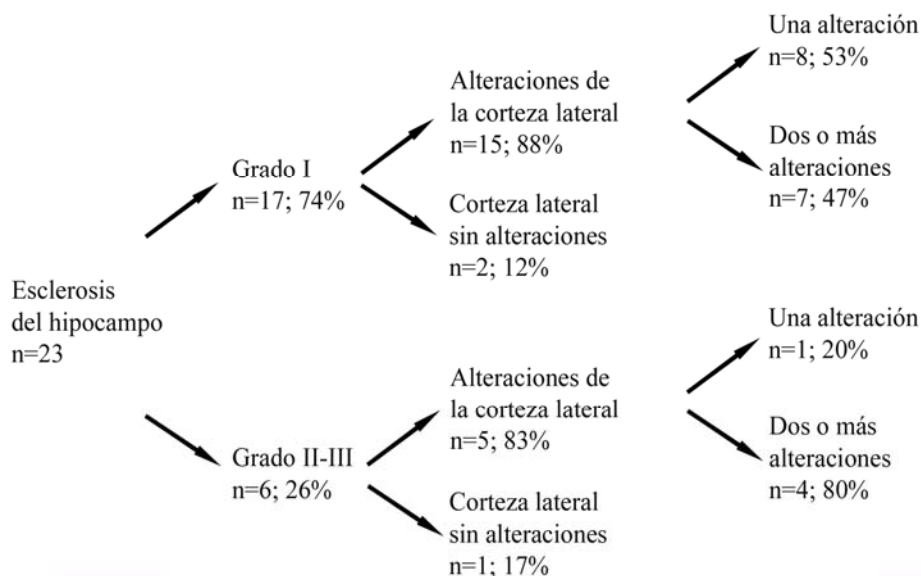 Esclerosis
del hipocampo
n=23
Grado I
n=17; 74%
Alteraciones de
la corteza lateral
n=15; 88%
Una alteración
n=8; 53%
Dos o más
alteraciones
n=7; 47%
Corteza lateral
sin alteraciones
n=2; 12%
Grado II-III
n=6; 26%
Alteraciones de
la corteza lateral
n=5; 83%
Una alteración
n=1; 20%
Dos o más
alteraciones
n=4; 80%
Corteza lateral
sin alteraciones
n=1; 17%